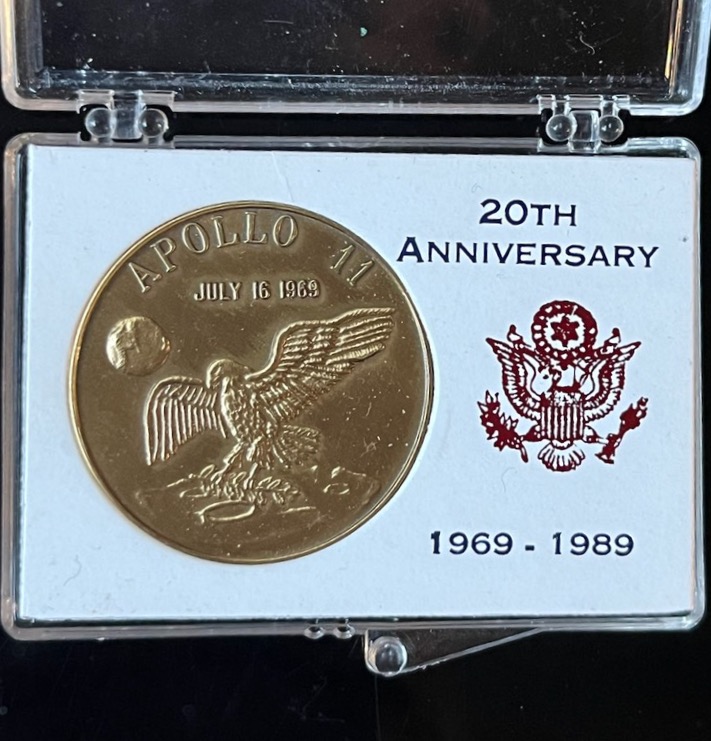 APOLLO 11
JULY 16 1969
20TH
ANNIVERSARY
1969 - 1989